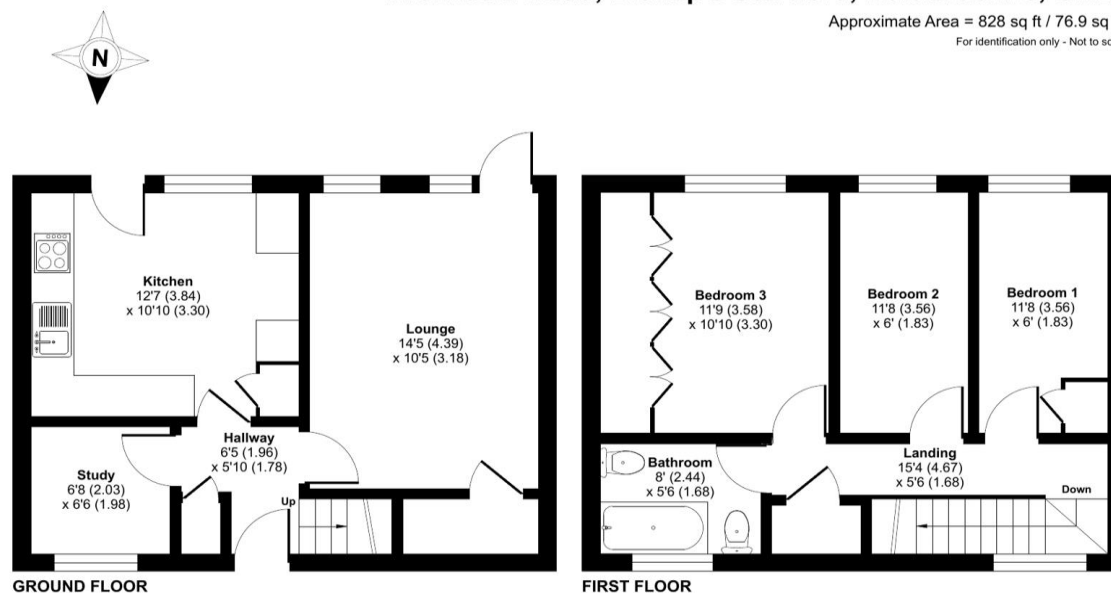 Approximate Area = 828 sq ft / 76.9 sq
For identification only - Not to
N
Kitchen
12'7 (3.84)
x 10'10 (3.30)
Lounge
14'5 (4.39)
x 10'5 (3.18)
Hallway
6'5 (1.96)
x 5'10 (1.78)
Study
6'8 (2.03)
x 6'6 (1.98)
Up
GROUND FLOOR
Bedroom 3
11'9 (3.58)
x 10'10 (3.30)
Bedroom 2
11'8 (3.56)
x 6' (1.83)
Bedroom 1
11'8 (3.56)
x 6' (1.83)
Bathroom
8' (2.44)
x 5'6 (1.68)
Landing
15'4 (4.67)
x 5'6 (1.68)
Down
FIRST FLOOR